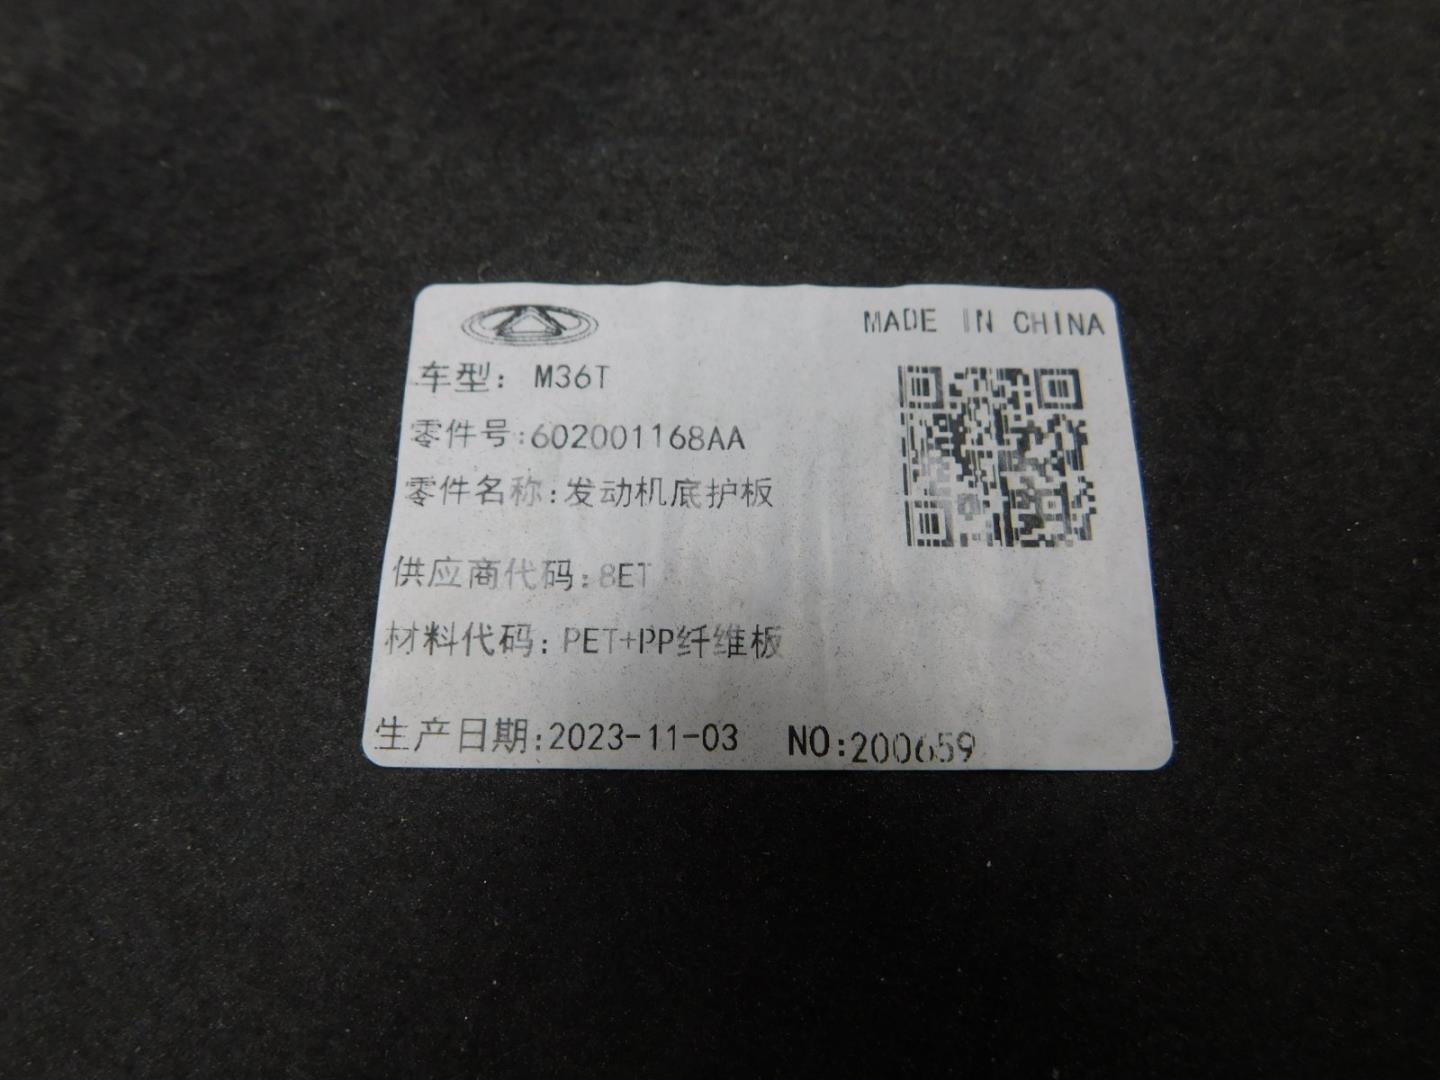 MADE IN CHINA
车型: M36T
零件号:602001168AA
零件名称:发动机底护板
供应商代码:8ET
材料代码: PET+PP纤维板
生产日期:2023-11-03 NO:200659